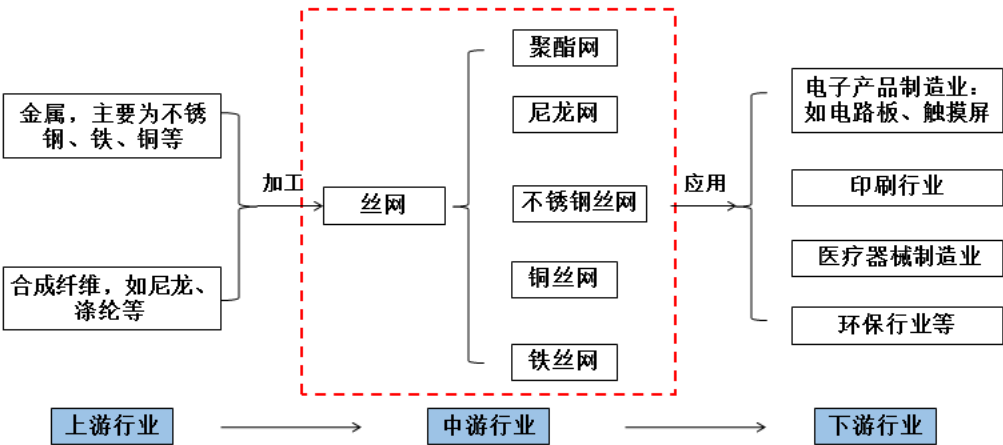 金属，主要为不锈
钢、铁、铜等
合成纤维，如尼龙、
涤纶等
加工
丝网
聚酯网
尼龙网
不锈钢丝网
铜丝网
铁丝网
应用
电子产品制造业：
如电路板、触摸屏
印刷行业
医疗器械制造业
环保行业等
上游行业
中游行业
下游行业